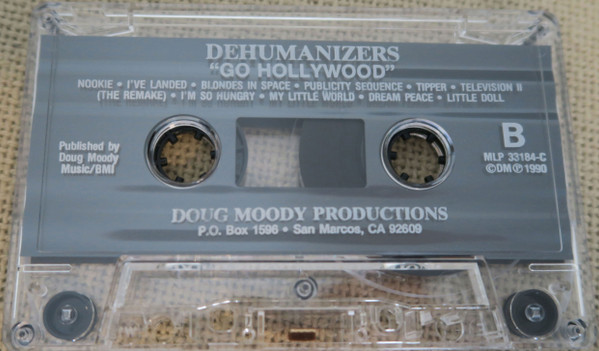 DEHUMANIZERS
"GO HOLLYWOOD"
NOOKIE • I'VE LANDED • BLONDES IN SPACE • PUBLICITY SEQUENCE • TIPPER • TELEVISION II
(THE REMAKE) • I'M SO HUNGRY • MY LITTLE WORLD • DREAM PEACE • LITTLE DOLL
Published by
Doug Moody
Music/BMI
B
MLP 33184-C
©DM℗1990
DOUG MOODY PRODUCTIONS
P.O. Box 1596 • San Marcos, CA 92609